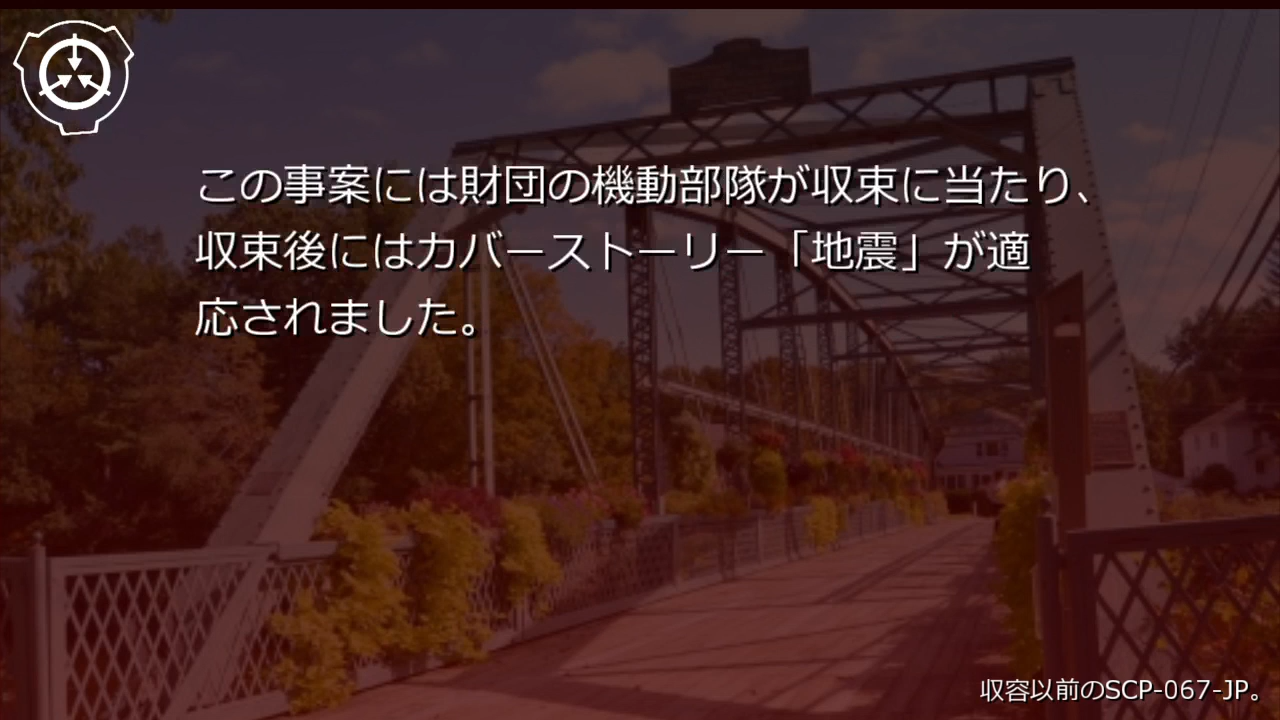 この事案には財団の機動部隊が収束に当たり、
収束後にはカバーストーリー「地震」が適
応されました。
収容以前のSCP-067-JP。